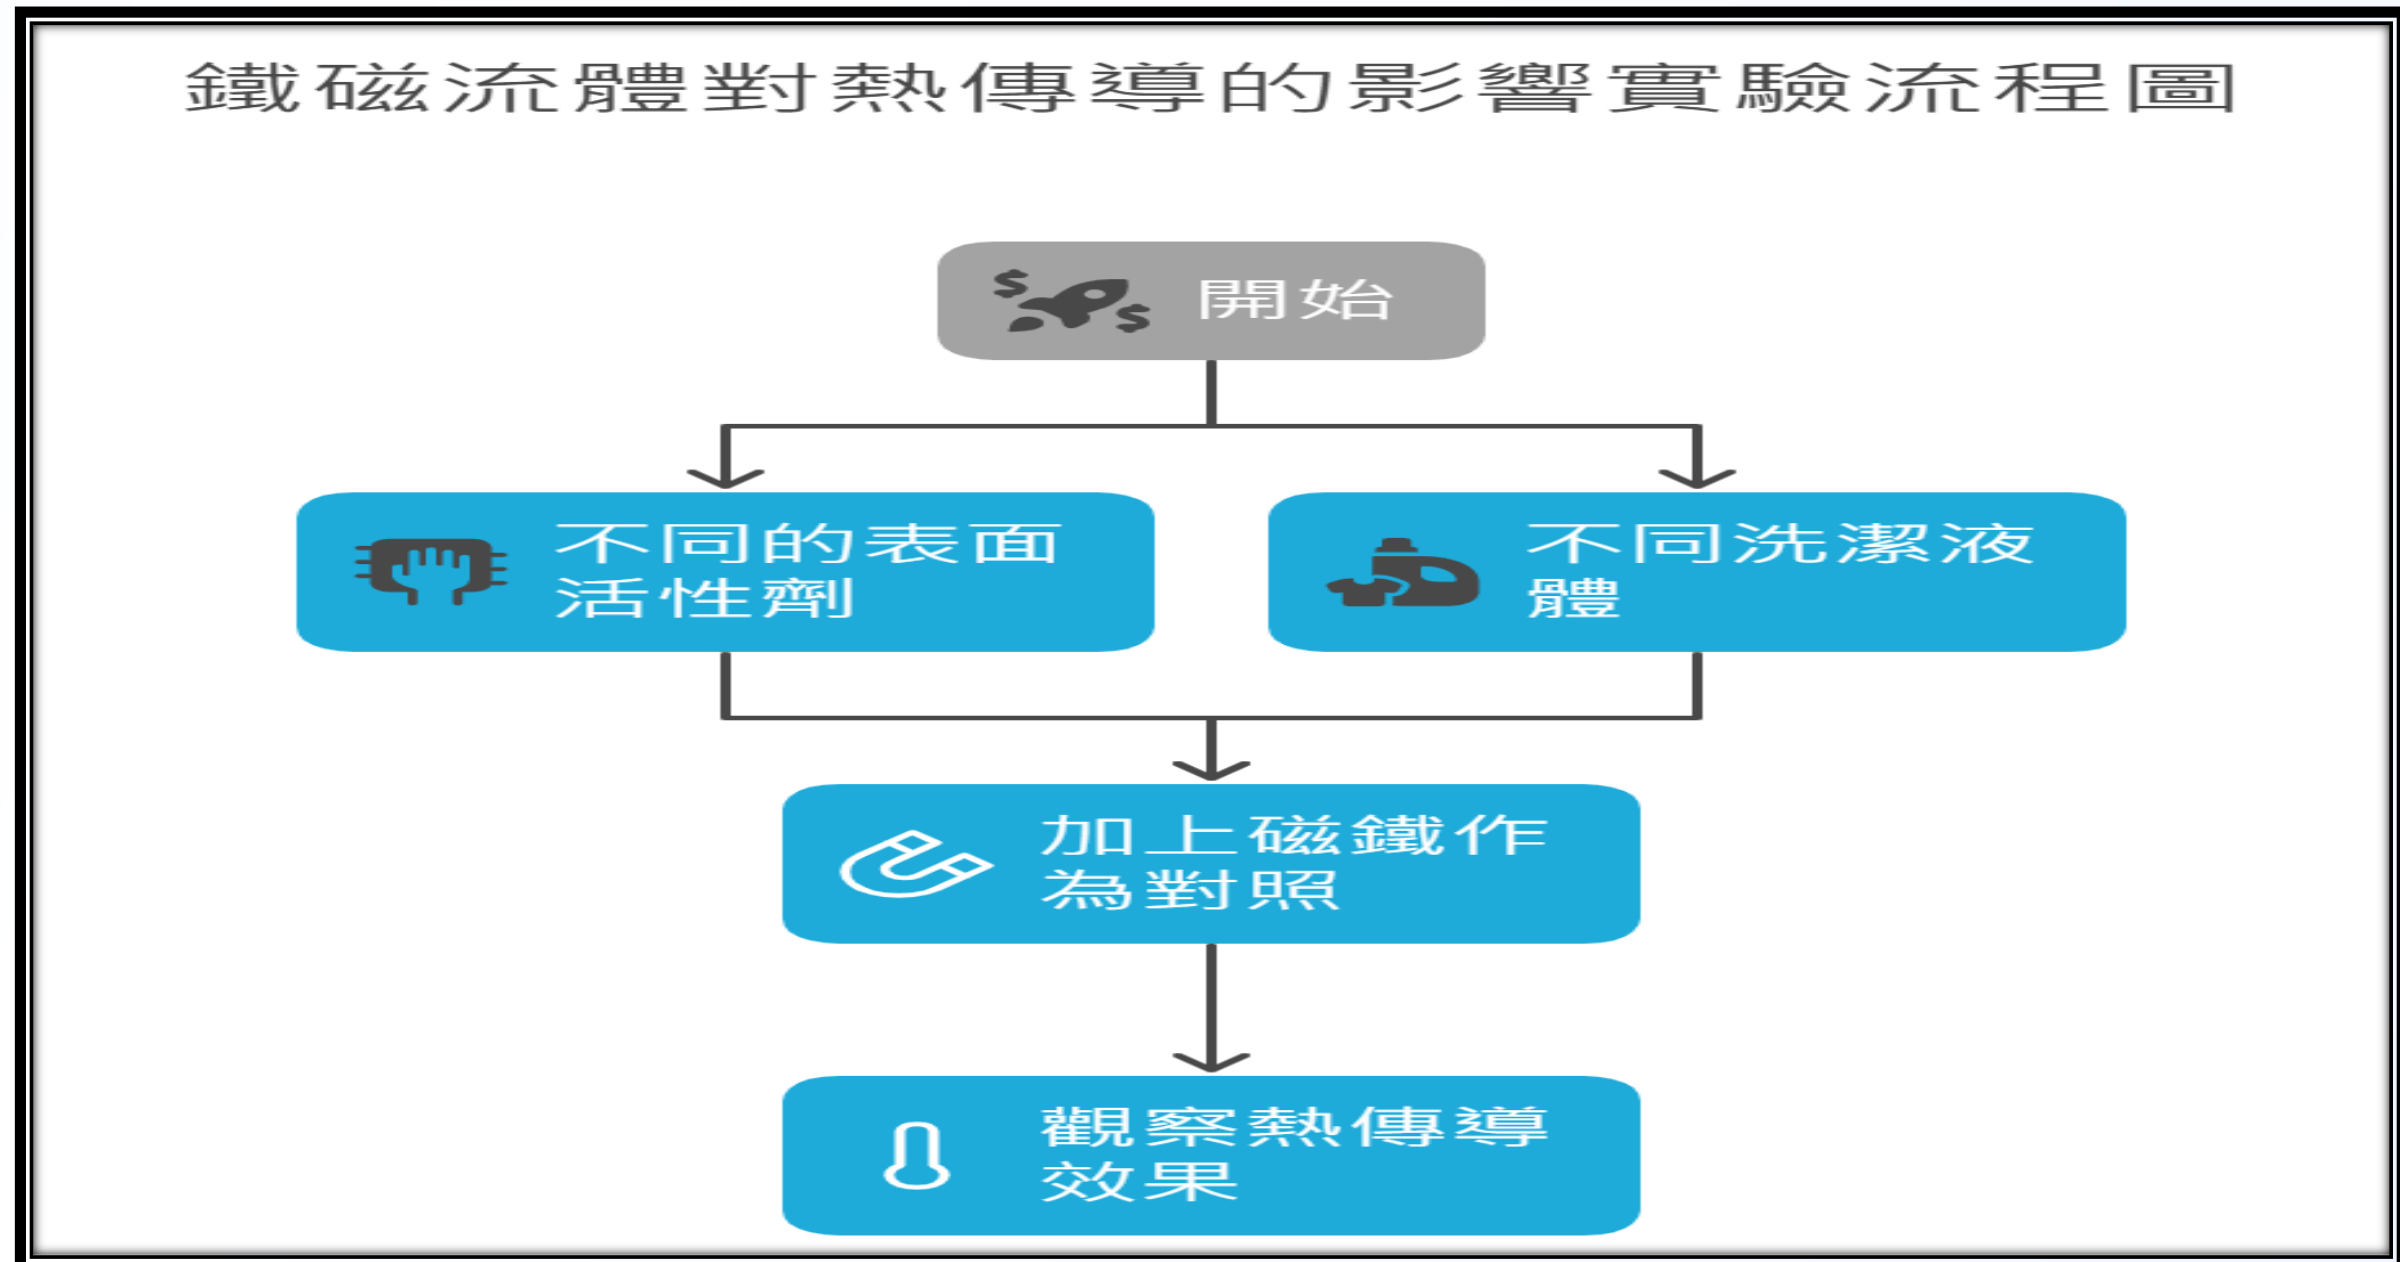 鐵磁流體對熱傳導的影響實驗流程圖
開始
不同的表面
活性劑
不同洗潔液
體
加上磁鐵作
為對照
觀察熱傳導
效果